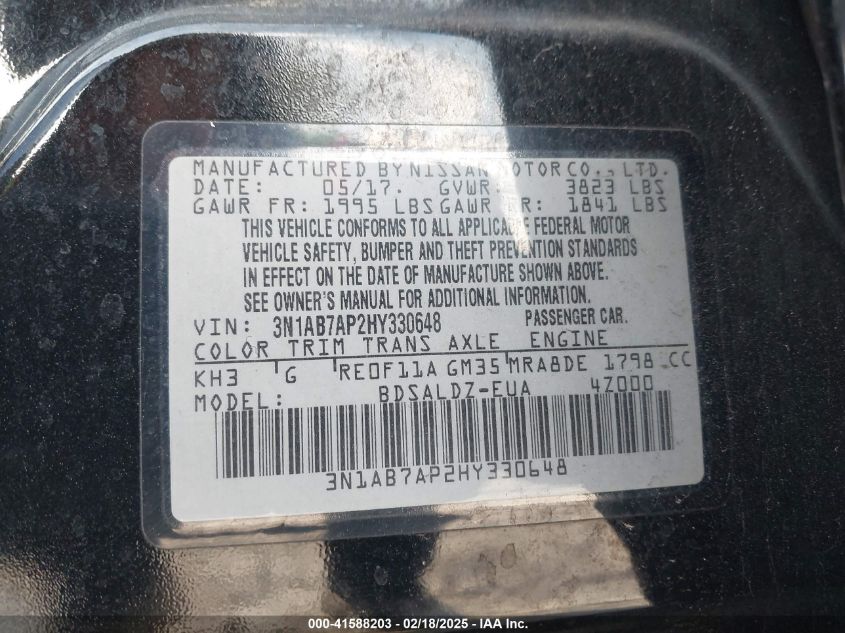 MANUFACTURED BY NISSAN MOTOR CO., LTD.
DATE: 05/17. GVWR: 3823 LBS
GAWR FR: 1995 LBS GAWR RR: 1841 LBS
THIS VEHICLE CONFORMS TO ALL APPLICABLE FEDERAL MOTOR
VEHICLE SAFETY, BUMPER AND THEFT PREVENTION STANDARDS
IN EFFECT ON THE DATE OF MANUFACTURE SHOWN ABOVE.
SEE OWNER'S MANUAL FOR ADDITIONAL INFORMATION.
VIN: 3N1AB7AP2HY330648 PASSENGER CAR.
COLOR TRIM TRANS AXLE ENGINE
KH3 G RE0F11A GM35 MRA8DE 1798 CC
MODEL: BDSALDZ-EUA 4Z000
3N1AB7AP2HY330648
000-41588203 - 02/18/2025 - IAAI.com